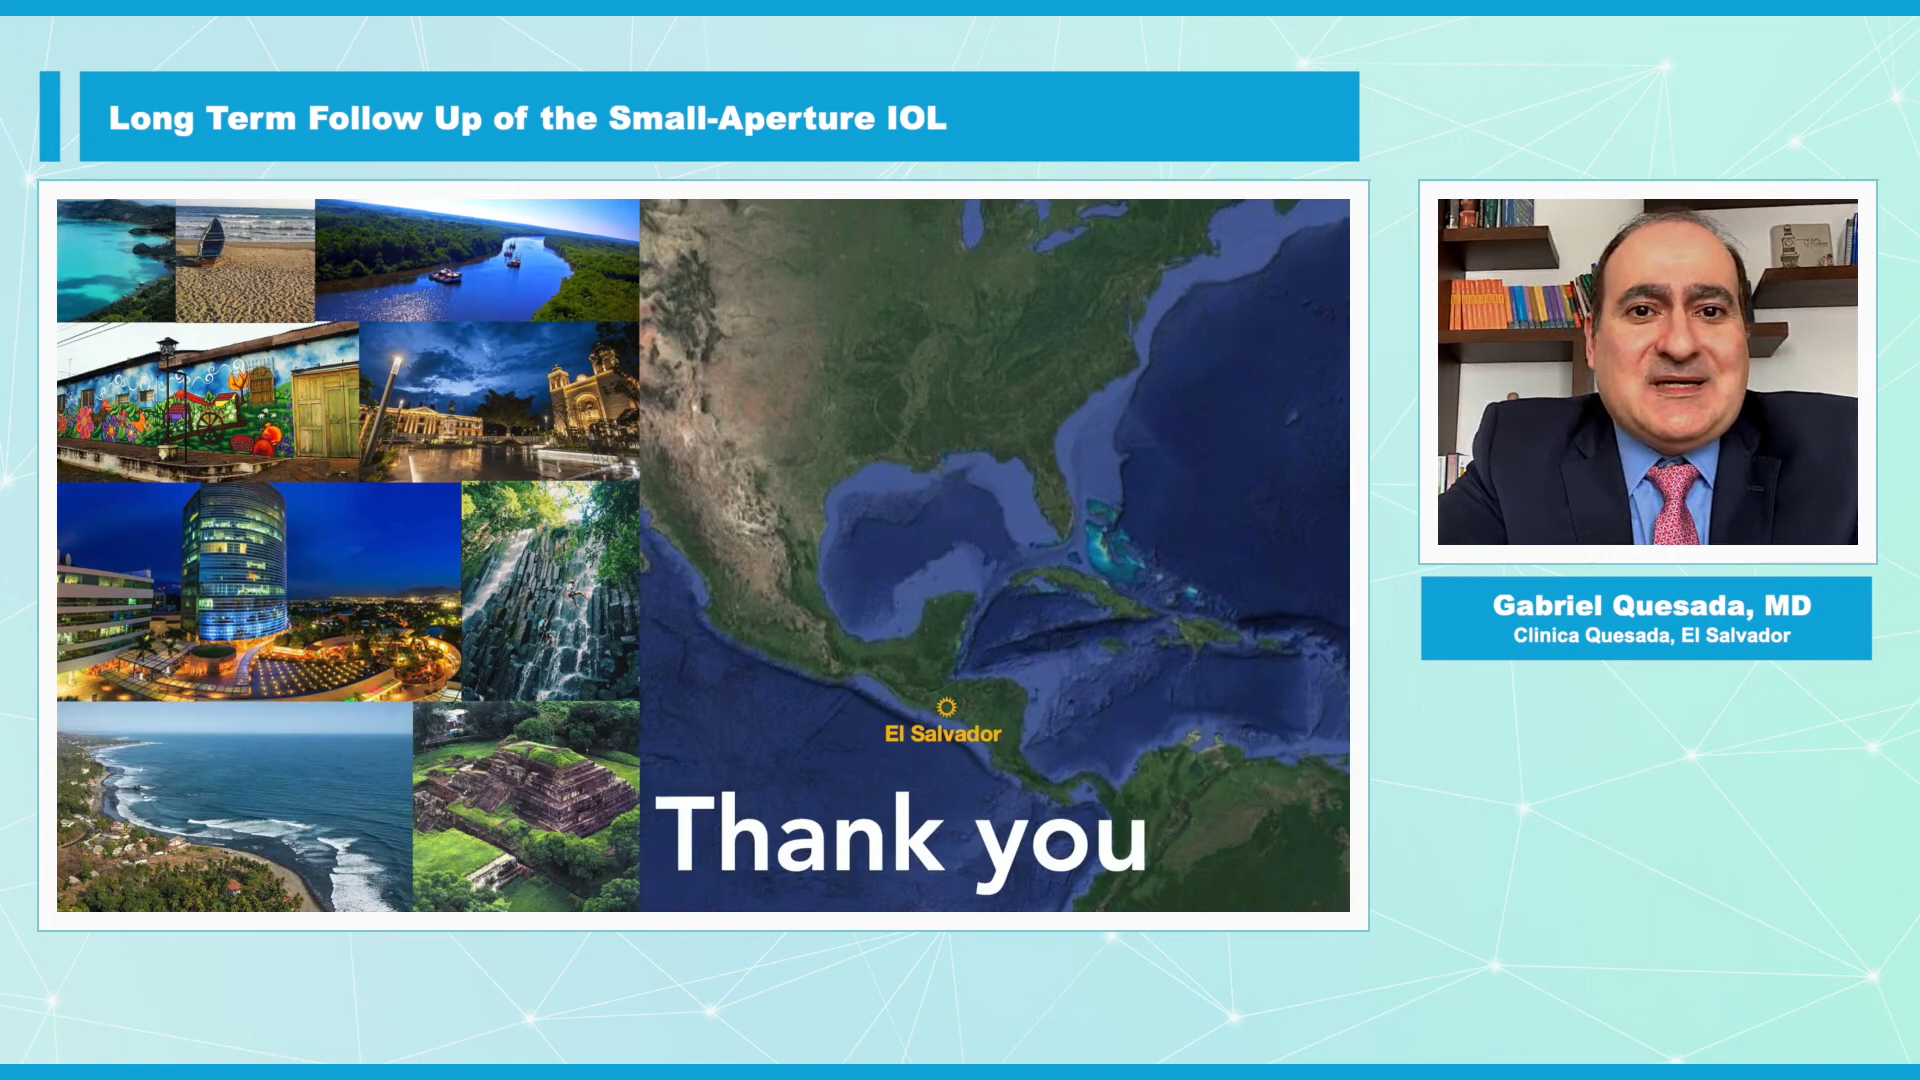 Long Term Follow Up of the Small-Aperture IOL
El Salvador
Thank you
Gabriel Quesada, MD
Clinica Quesada, El Salvador